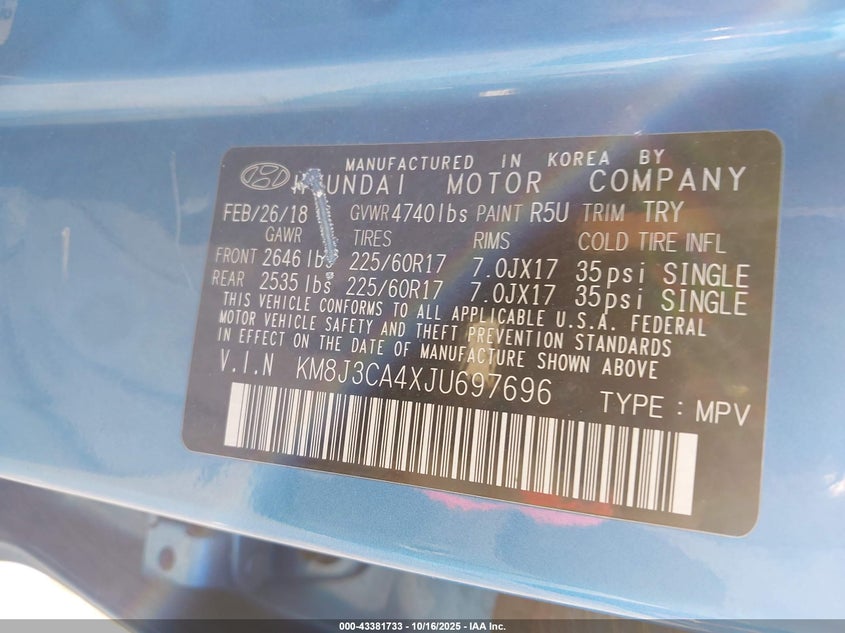 MANUFACTURED IN KOREA BY
HYUNDAI MOTOR COMPANY
FEB/26/18 GVWR 4740lbs PAINT R5U TRIM TRY
GAWR TIRES RIMS COLD TIRE INFL
FRONT 2646 lbs 225/60R17 7.0JX17 35psi SINGLE
REAR 2535 lbs 225/60R17 7.0JX17 35psi SINGLE
THIS VEHICLE CONFORMS TO ALL APPLICABLE U.S.A. FEDERAL
MOTOR VEHICLE SAFETY AND THEFT PREVENTION STANDARDS
IN EFFECT ON THE DATE OF MANUFACTURE SHOWN ABOVE
V.I.N KM8J3CA4XJU697696
TYPE : MPV
000-43381733 - 10/16/2025 - IAA Inc.